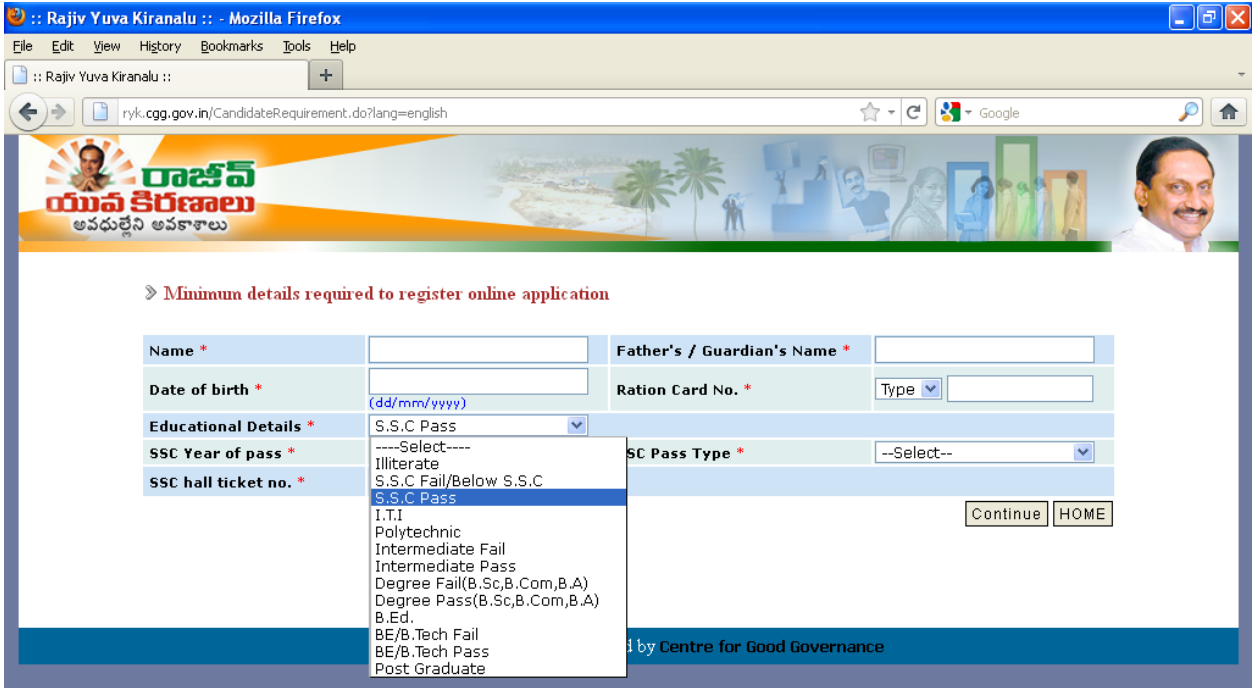 :: Rajiv Yuva Kiranalu :: - Mozilla Firefox
File Edit View History Bookmarks Tools Help
:: Rajiv Yuva Kiranalu ::
ryk.cgg.gov.in/CandidateRequirement.do?lang=english Google
రాజీవ్
యువ కిరణాలు
అవధుల్లేని అవకాశాలు
Minimum details required to register online application
Name * Father's / Guardian's Name *
Date of birth * (dd/mm/yyyy) Ration Card No. * Type
Educational Details * S.S.C Pass
SSC Year of pass * SC Pass Type * --Select--
SSC hall ticket no. *
----Select----
Illiterate
S.S.C Fail/Below S.S.C
S.S.C Pass
I.T.I
Polytechnic
Intermediate Fail
Intermediate Pass
Degree Fail(B.Sc,B.Com,B.A)
Degree Pass(B.Sc,B.Com,B.A)
B.Ed.
BE/B.Tech Fail
BE/B.Tech Pass
Post Graduate
Continue HOME
d by Centre for Good Governance